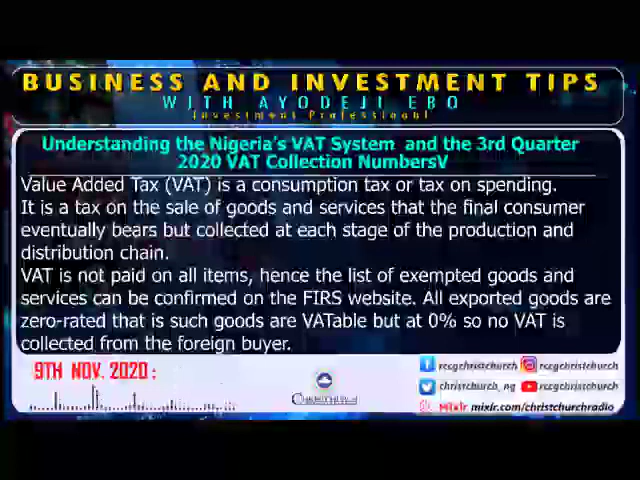 BUSINESS AND INVESTMENT TIPS
WITH AYODEJI EBO
Investment Professional
Understanding the Nigeria's VAT System and the 3rd Quarter
2020 VAT Collection NumbersV
Value Added Tax (VAT) is a consumption tax or tax on spending.
It is a tax on the sale of goods and services that the final consumer
eventually bears but collected at each stage of the production and
distribution chain.
VAT is not paid on all items, hence the list of exempted goods and
services can be confirmed on the FIRS website. All exported goods are
zero-rated that is such goods are VATable but at 0% so no VAT is
collected from the foreign buyer.
9TH NOV. 2020:
CHRISTCHURCH
rccgchristchurch rccgchristchurch
christchurch_ng rccgchristchurch
Mixlr mixlr.com/christchurchradio